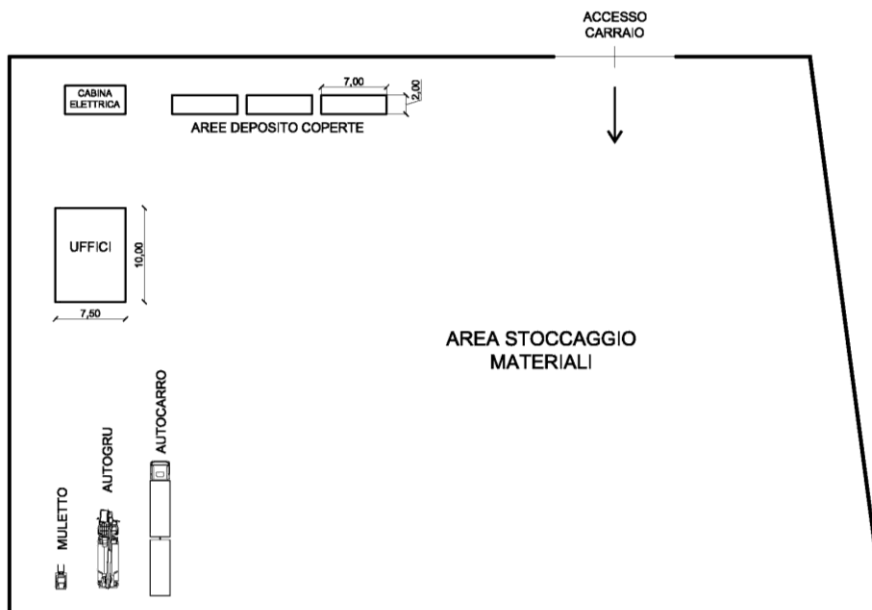 ACCESSO
CARRAIO
CABINA
ELETTRICA
7,00
2,00
AREE DEPOSITO COPERTE
UFFICI
10,00
7,50
AREA STOCCAGGIO
MATERIALI
MULETTO
AUTOGRU
AUTOCARRO